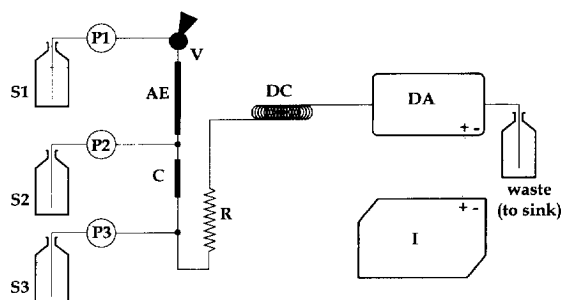 P1
V
S1
AE
DC
DA
+ -
P2
C
S2
R
waste
(to sink)
+ -
I
P3
S3